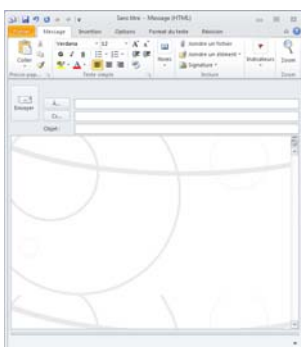 Sans titre - Message (HTML)
Fichier Message Insertion Options Format du texte Révision
Verdana 12
G I S
Coller
Noms
Joindre un fichier
Joindre un élément
Signature
Indicateurs
Zoom
Presse-pap... Texte simple Inclure Zoom
Envoyer
À...
Cc...
Objet :